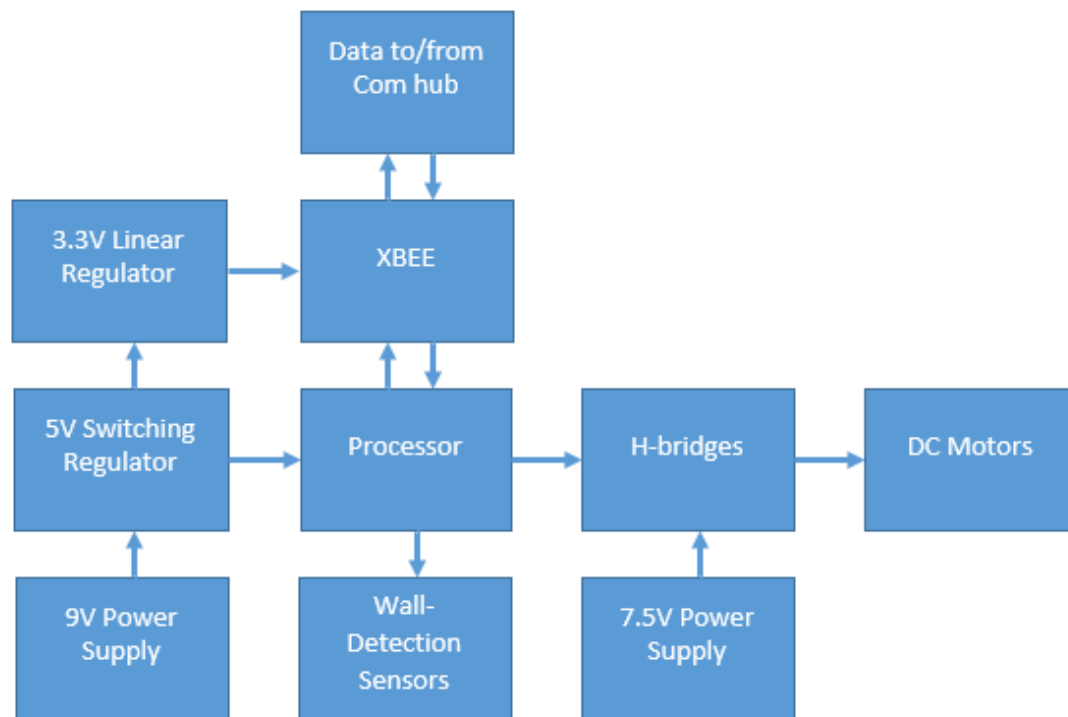 Data to/from
Com hub
3.3V Linear
Regulator
XBEE
5V Switching
Regulator
Processor
H-bridges
DC Motors
9V Power
Supply
Wall-
Detection
Sensors
7.5V Power
Supply